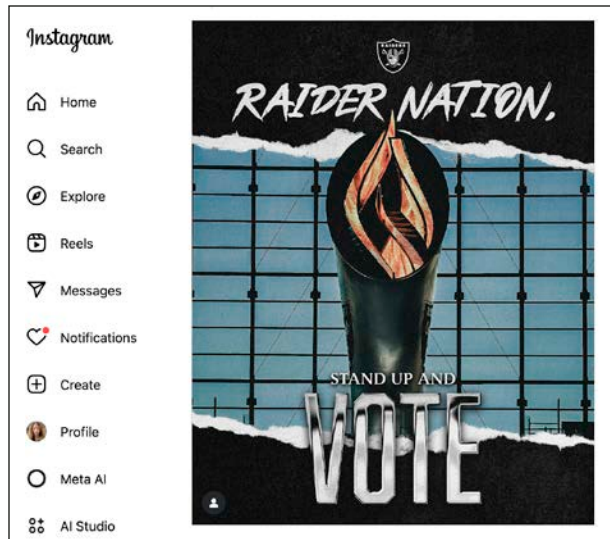 Instagram
Home
Search
Explore
Reels
Messages
Notifications
Create
Profile
Meta AI
AI Studio
RAIDERS
RAIDER NATION.
STAND UP AND
VOTE